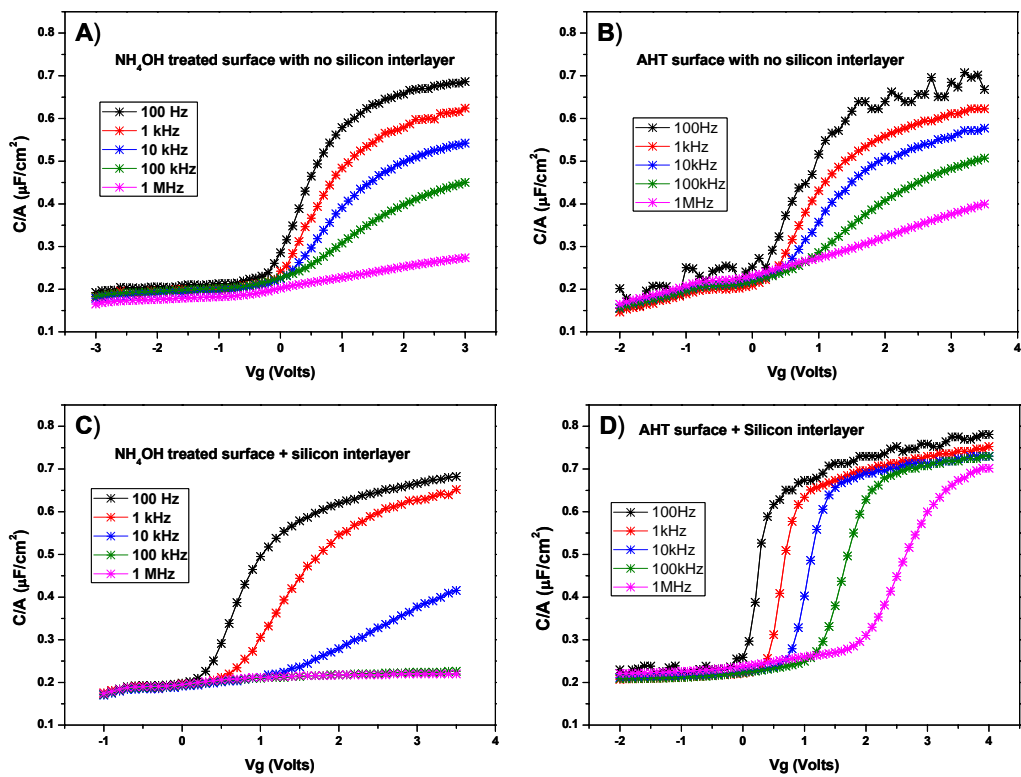 A)
NH₄OH treated surface with no silicon interlayer
100 Hz
1 kHz
10 kHz
100 kHz
1 MHz
C/A (µF/cm²)
0.7
0.6
0.5
0.4
0.3
0.2
0.1
-3 -2 -1 0 1 2 3
Vg (Volts)
B)
AHT surface with no silicon interlayer
100Hz
1kHz
10kHz
100kHz
1MHz
C/A (µF/cm²)
0.7
0.6
0.5
0.4
0.3
0.2
0.1
-2 -1 0 1 2 3 4
Vg (Volts)
C)
NH₄OH treated surface + silicon interlayer
100 Hz
1 kHz
10 kHz
100 kHz
1 MHz
C/A (µF/cm²)
0.8
0.7
0.6
0.5
0.4
0.3
0.2
0.1
-1 0 1 2 3 4
Vg (Volts)
D)
AHT surface + Silicon interlayer
100Hz
1kHz
10kHz
100kHz
1MHz
C/A (µF/cm²)
0.8
0.7
0.6
0.5
0.4
0.3
0.2
0.1
-2 -1 0 1 2 3 4
Vg (Volts)